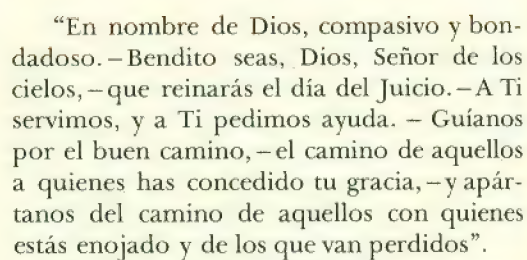 “En nombre de Dios, compasivo y bon-
dadoso. – Bendito seas, Dios, Señor de los
cielos, – que reinarás el día del Juicio. – A Ti
servimos, y a Ti pedimos ayuda. – Guíanos
por el buen camino, – el camino de aquellos
a quienes has concedido tu gracia, – y apár-
tanos del camino de aquellos con quienes
estás enojado y de los que van perdidos”.